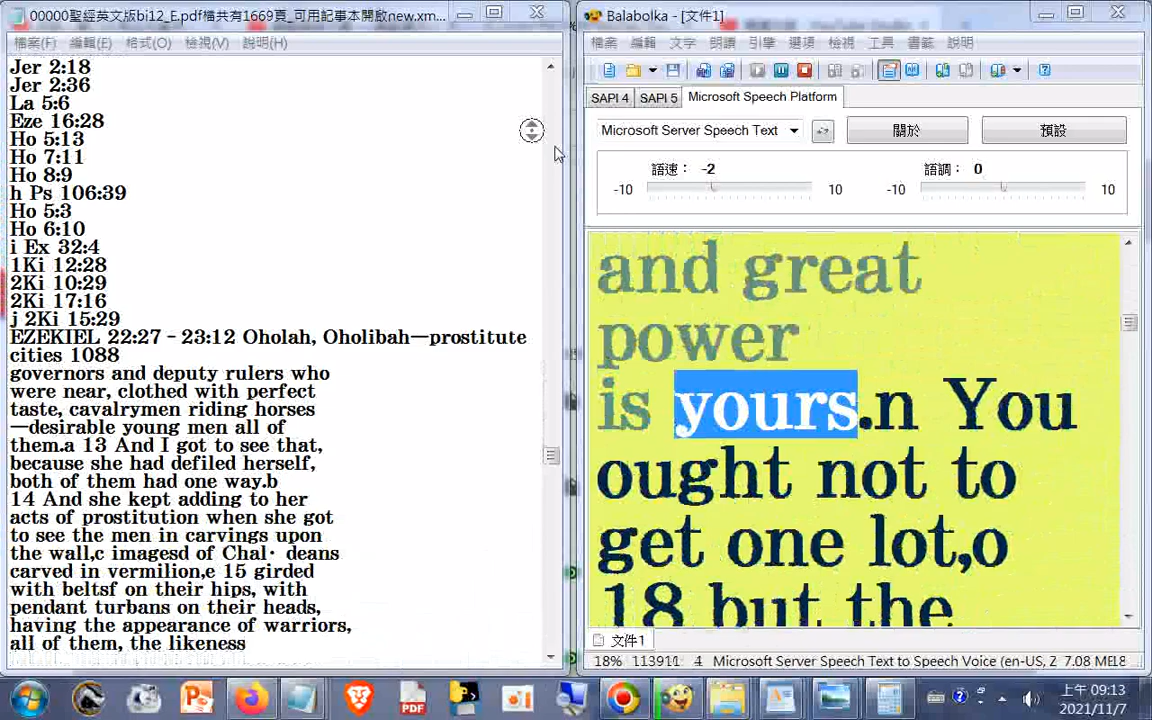 00000聖經英文版bi12_E.pdf檔共有1669頁_可用記事本開啟new.xm...
檔案(F) 編輯(E) 格式(O) 檢視(V) 說明(H)
Jer 2:18
Jer 2:36
La 5:6
Eze 16:28
Ho 5:13
Ho 7:11
Ho 8:9
h Ps 106:39
Ho 5:3
Ho 6:10
i Ex 32:4
1Ki 12:28
2Ki 10:29
2Ki 17:16
j 2Ki 15:29
EZEKIEL 22:27－23:12 Oholah, Oholibah—prostitute
cities 1088
governors and deputy rulers who
were near, clothed with perfect
taste, cavalrymen riding horses
—desirable young men all of
them.a 13 And I got to see that,
because she had defiled herself,
both of them had one way.b
14 And she kept adding to her
acts of prostitution when she got
to see the men in carvings upon
the wall,c imagesd of Chal· deans
carved in vermilion,e 15 girded
with beltsf on their hips, with
pendant turbans on their heads,
having the appearance of warriors,
all of them, the likeness
Balabolka - [文件1]
檔案 編輯 文字 朗讀 引擎 選項 檢視 工具 書籤 說明
SAPI 4 SAPI 5 Microsoft Speech Platform
Microsoft Server Speech Text 關於 預設
語速： -2 語調： 0
-10 10 -10 10
and great
power
is yours.n You
ought not to
get one lot,o
18 but the
文件1
18% 113911 4 Microsoft Server Speech Text to Speech Voice (en-US, Z 7.08 МЕ
PDF
上午 09:13
2021/11/7